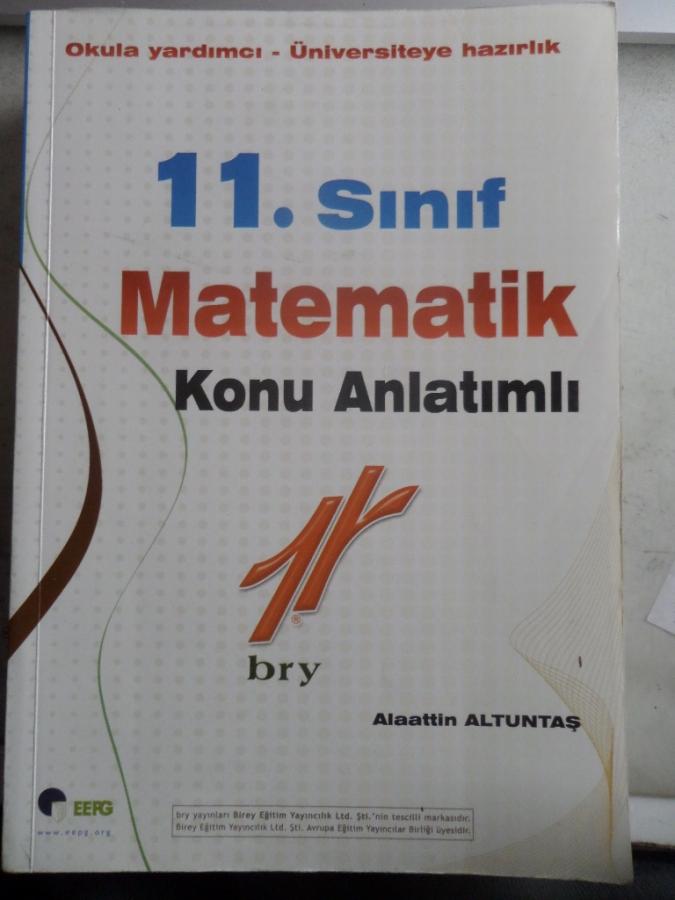 Okula yardımcı - Üniversiteye hazırlık
11. Sınıf
Matematik
Konu Anlatımlı
®
bry
Alaattin ALTUNTAŞ
EEPG
www.eepg.org
bry yayınları Birey Eğitim Yayıncılık Ltd. Şti.'nin tescilli markasıdır.
Birey Eğitim Yayıncılık Ltd. Şti. Avrupa Eğitim Yayıncılar Birliği üyesidir.